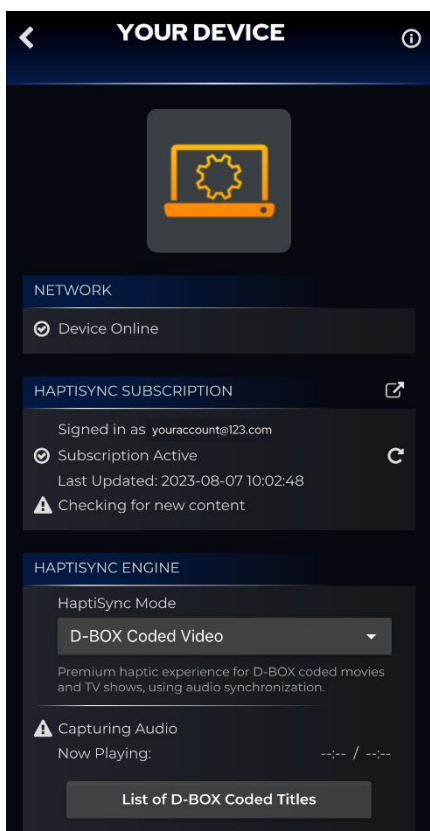 YOUR DEVICE
NETWORK
Device Online
HAPTISYNC SUBSCRIPTION
Signed in as youraccount@123.com
Subscription Active
Last Updated: 2023-08-07 10:02:48
Checking for new content
HAPTISYNC ENGINE
HaptiSync Mode
D-BOX Coded Video
Premium haptic experience for D-BOX coded movies
and TV shows, using audio synchronization.
Capturing Audio
Now Playing: --:-- / --:--
List of D-BOX Coded Titles